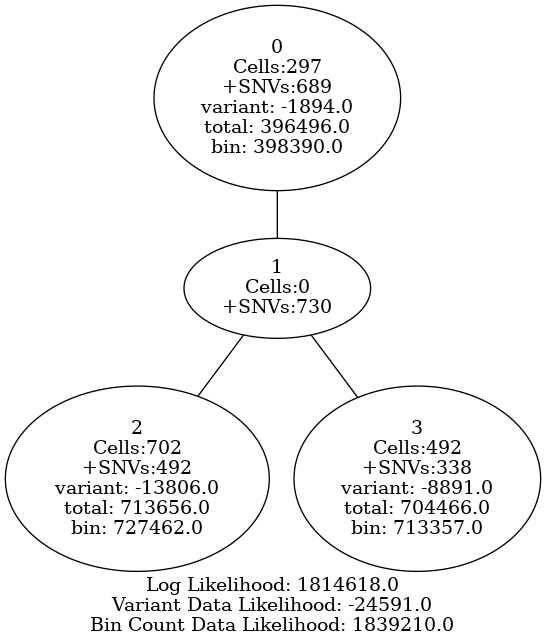 0
Cells:297
+SNVs:689
variant: -1894.0
total: 396496.0
bin: 398390.0
1
Cells:0
+SNVs:730
2
Cells:702
+SNVs:492
variant: -13806.0
total: 713656.0
bin: 727462.0
3
Cells:492
+SNVs:338
variant: -8891.0
total: 704466.0
bin: 713357.0
Log Likelihood: 1814618.0
Variant Data Likelihood: -24591.0
Bin Count Data Likelihood: 1839210.0